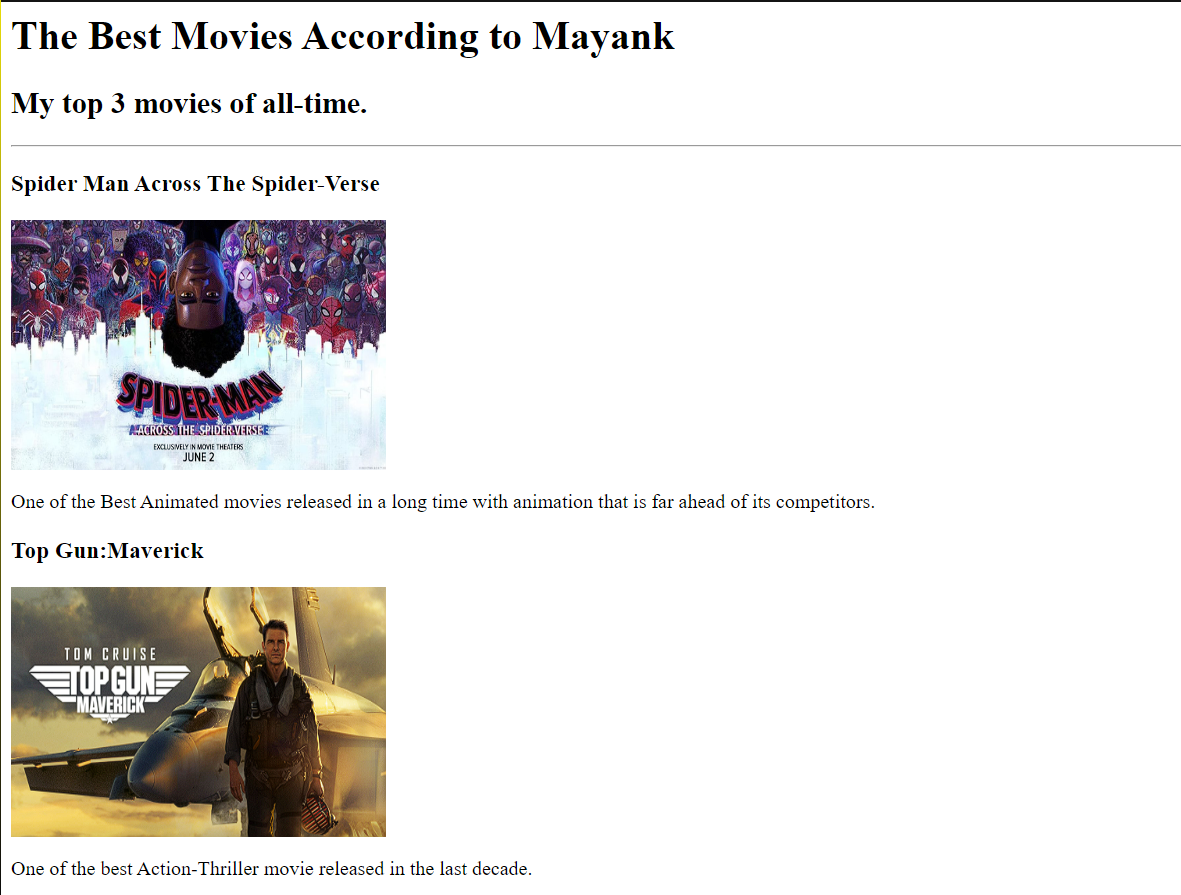 The Best Movies According to Mayank
My top 3 movies of all-time.
Spider Man Across The Spider-Verse
SPIDER-MAN
ACROSS THE SPIDER-VERSE
EXCLUSIVELY IN MOVIE THEATERS
JUNE 2
One of the Best Animated movies released in a long time with animation that is far ahead of its competitors.
Top Gun:Maverick
TOM CRUISE
TOP GUN
MAVERICK
One of the best Action-Thriller movie released in the last decade.